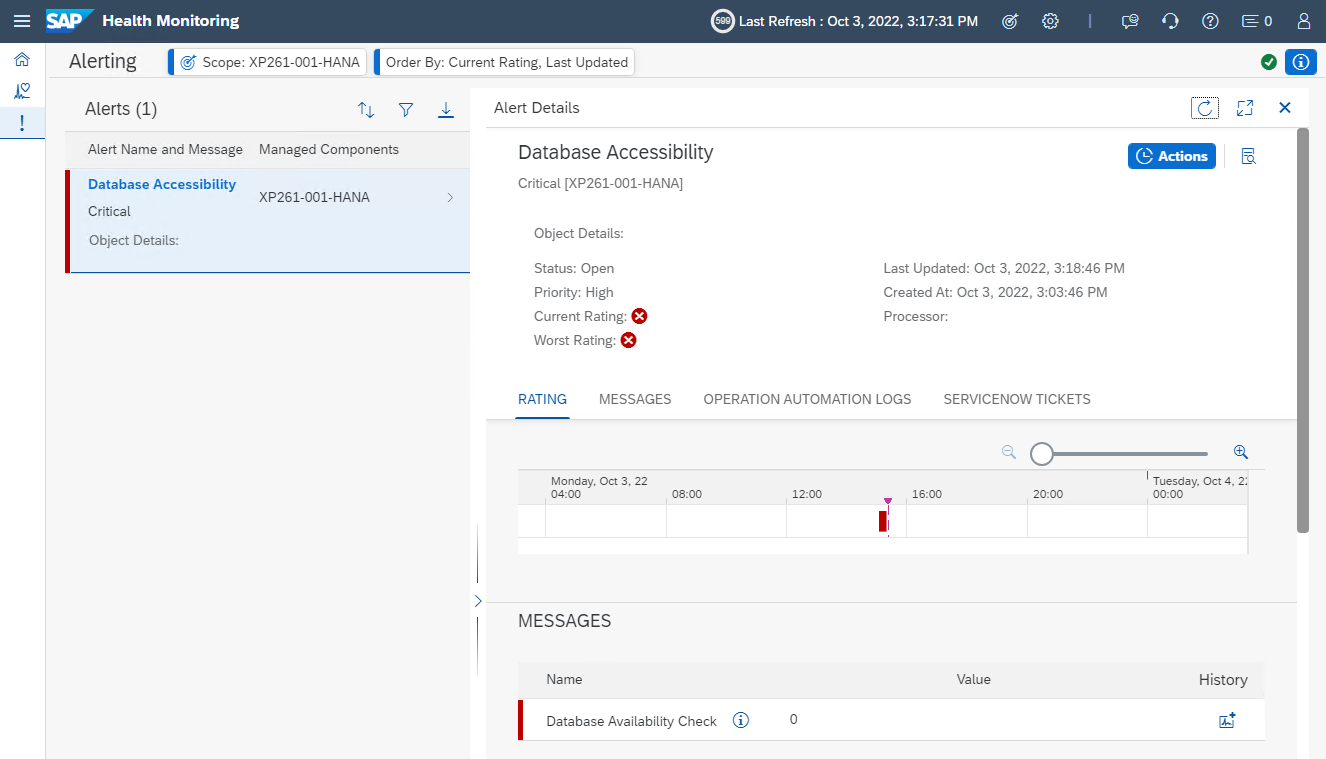 SAP Health Monitoring
599 Last Refresh : Oct 3, 2022, 3:17:31 PM
0
Alerting
Scope: XP261-001-HANA
Order By: Current Rating, Last Updated
Alerts (1)
Alert Name and Message Managed Components
Database Accessibility
XP261-001-HANA
Critical
Object Details:
Alert Details
Database Accessibility
Actions
Critical [XP261-001-HANA]
Object Details:
Status: Open
Last Updated: Oct 3, 2022, 3:18:46 PM
Priority: High
Created At: Oct 3, 2022, 3:03:46 PM
Current Rating:
Processor:
Worst Rating:
RATING MESSAGES OPERATION AUTOMATION LOGS SERVICENOW TICKETS
Monday, Oct 3, 22
Tuesday, Oct 4, 22
04:00 08:00 12:00 16:00 20:00 00:00
MESSAGES
Name Value History
Database Availability Check 0